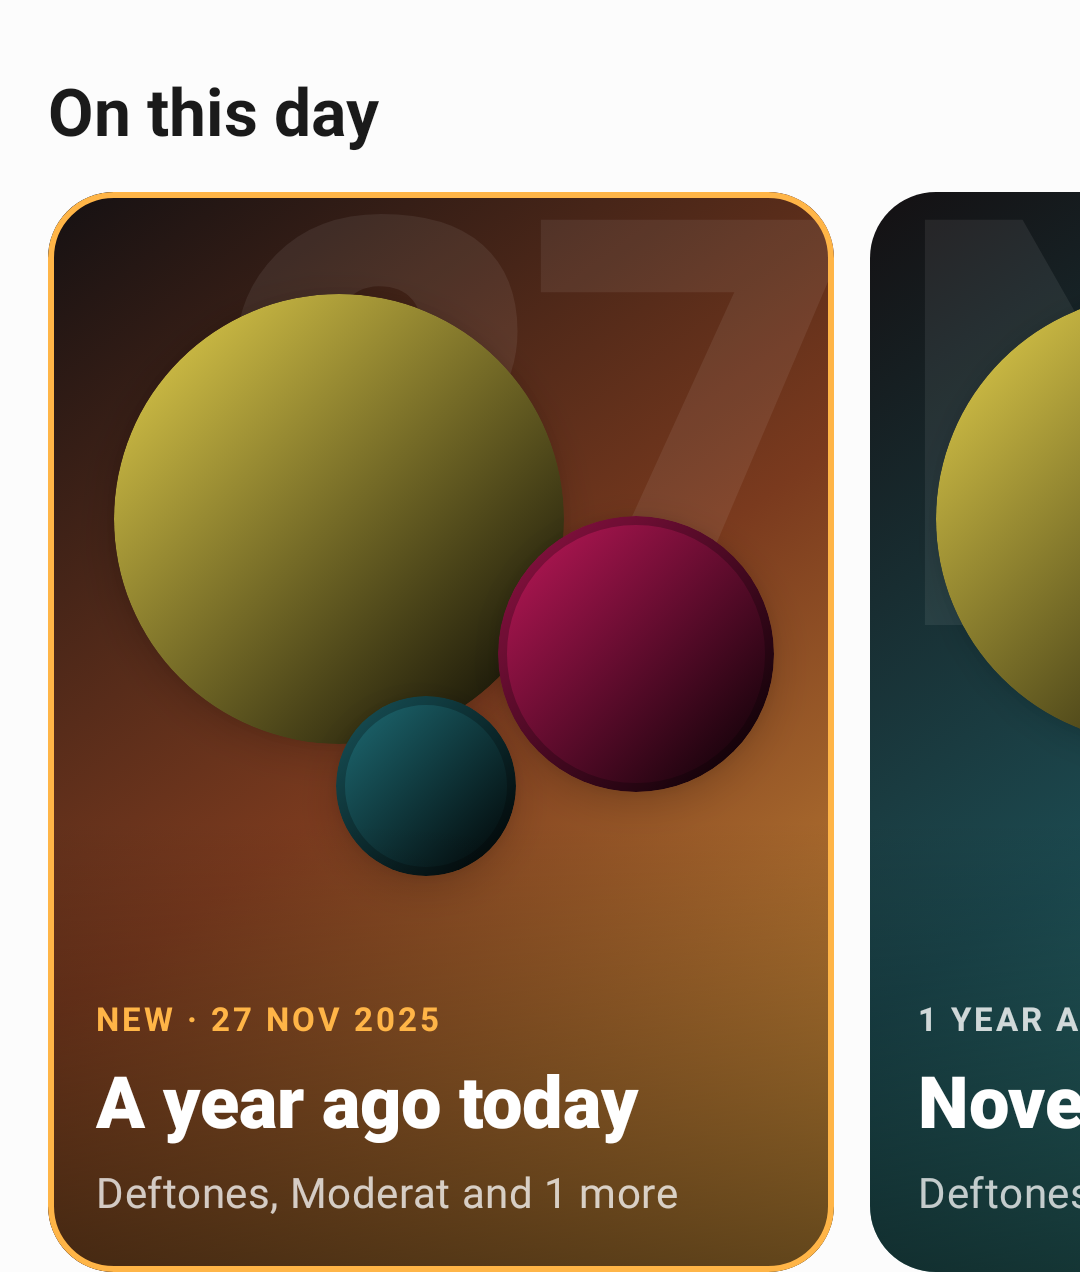 On this day
27
NEW · 27 NOV 2025
A year ago today
Deftones, Moderat and 1 more
1 YEAR A
Nove
Deftones